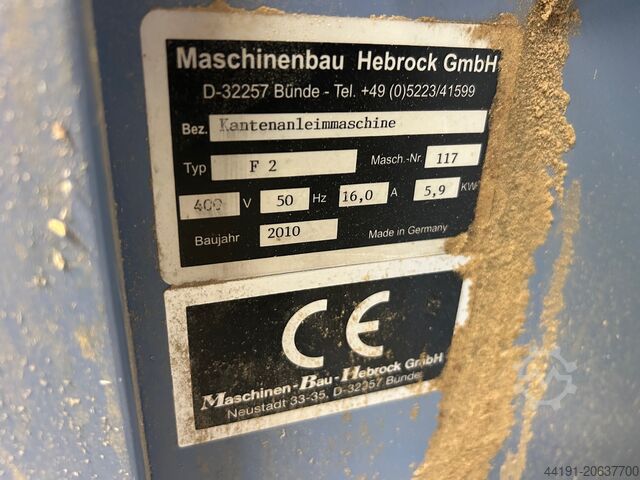 Maschinenbau Hebrock GmbH
D-32257 Bünde - Tel. +49 (0)5223/41599
Bez. Kantenanleimmaschine
Typ F 2 Masch.-Nr. 117
400 V 50 Hz 16,0 A 5,9 KW
Baujahr 2010 Made in Germany
CE
Maschinen-Bau-Hebrock GmbH
Neustadt 33-35, D-32257 Bünde
44191-20637700